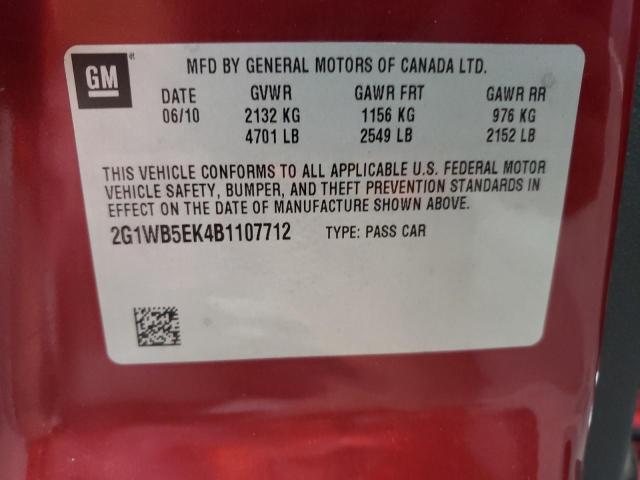 GM
MFD BY GENERAL MOTORS OF CANADA LTD.
DATE GVWR GAWR FRT GAWR RR
06/10 2132 KG 1156 KG 976 KG
4701 LB 2549 LB 2152 LB
THIS VEHICLE CONFORMS TO ALL APPLICABLE U.S. FEDERAL MOTOR
VEHICLE SAFETY, BUMPER, AND THEFT PREVENTION STANDARDS IN
EFFECT ON THE DATE OF MANUFACTURE SHOWN ABOVE.
2G1WB5EK4B1107712 TYPE: PASS CAR